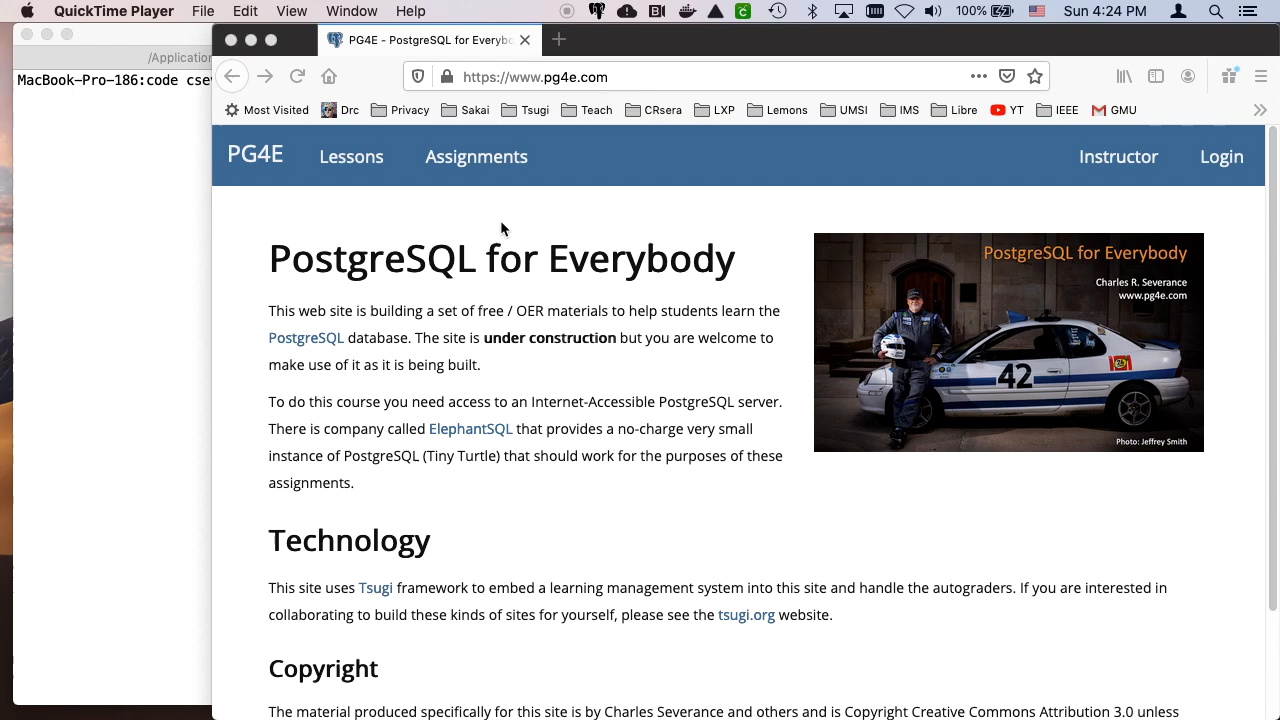 QuickTime Player File Edit View Window Help 100% Sun 4:24 PM
/Application
MacBook-Pro-186:code cse
PG4E - PostgreSQL for Everybo
https://www.pg4e.com
Most Visited Drc Privacy Sakai Tsugi Teach CRsera LXP Lemons UMSI IMS Libre YT IEEE GMU
PG4E Lessons Assignments Instructor Login
PostgreSQL for Everybody
This web site is building a set of free / OER materials to help students learn the
PostgreSQL database. The site is under construction but you are welcome to
make use of it as it is being built.
To do this course you need access to an Internet-Accessible PostgreSQL server.
There is company called ElephantSQL that provides a no-charge very small
instance of PostgreSQL (Tiny Turtle) that should work for the purposes of these
assignments.
PostgreSQL for Everybody
Charles R. Severance
www.pg4e.com
42
Photo: Jeffrey Smith
Technology
This site uses Tsugi framework to embed a learning management system into this site and handle the autograders. If you are interested in
collaborating to build these kinds of sites for yourself, please see the tsugi.org website.
Copyright
The material produced specifically for this site is by Charles Severance and others and is Copyright Creative Commons Attribution 3.0 unless